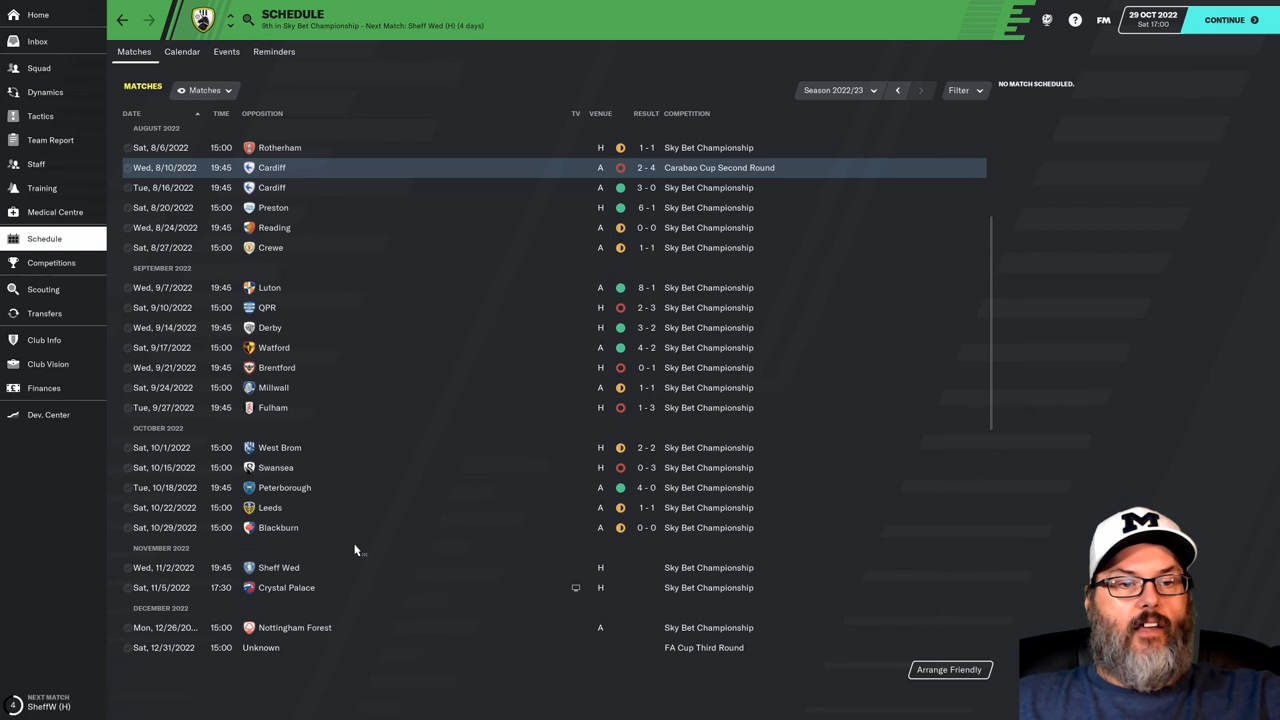 Home
SCHEDULE
9th in Sky Bet Championship - Next Match: Sheff Wed (H) (4 days)
FM
29 OCT 2022
Sat 17:00
CONTINUE
Inbox
Squad
Dynamics
Tactics
Team Report
Staff
Training
Medical Centre
Schedule
Competitions
Scouting
Transfers
Club Info
Club Vision
Finances
Dev. Center
NEXT MATCH
4 SheffW (H)
Matches Calendar Events Reminders
MATCHES Matches Season 2022/23 Filter NO MATCH SCHEDULED.
DATE TIME OPPOSITION TV VENUE RESULT COMPETITION
AUGUST 2022
Sat, 8/6/2022 15:00 Rotherham H 1 - 1 Sky Bet Championship
Wed, 8/10/2022 19:45 Cardiff A 2 - 4 Carabao Cup Second Round
Tue, 8/16/2022 19:45 Cardiff A 3 - 0 Sky Bet Championship
Sat, 8/20/2022 15:00 Preston H 6 - 1 Sky Bet Championship
Wed, 8/24/2022 19:45 Reading A 0 - 0 Sky Bet Championship
Sat, 8/27/2022 15:00 Crewe A 1 - 1 Sky Bet Championship
SEPTEMBER 2022
Wed, 9/7/2022 19:45 Luton A 8 - 1 Sky Bet Championship
Sat, 9/10/2022 15:00 QPR H 2 - 3 Sky Bet Championship
Wed, 9/14/2022 19:45 Derby H 3 - 2 Sky Bet Championship
Sat, 9/17/2022 15:00 Watford A 4 - 2 Sky Bet Championship
Wed, 9/21/2022 19:45 Brentford H 0 - 1 Sky Bet Championship
Sat, 9/24/2022 15:00 Millwall A 1 - 1 Sky Bet Championship
Tue, 9/27/2022 19:45 Fulham H 1 - 3 Sky Bet Championship
OCTOBER 2022
Sat, 10/1/2022 15:00 West Brom H 2 - 2 Sky Bet Championship
Sat, 10/15/2022 15:00 Swansea H 0 - 3 Sky Bet Championship
Tue, 10/18/2022 19:45 Peterborough A 4 - 0 Sky Bet Championship
Sat, 10/22/2022 15:00 Leeds A 1 - 1 Sky Bet Championship
Sat, 10/29/2022 15:00 Blackburn A 0 - 0 Sky Bet Championship
NOVEMBER 2022
Wed, 11/2/2022 19:45 Sheff Wed H Sky Bet Championship
Sat, 11/5/2022 17:30 Crystal Palace H Sky Bet Championship
DECEMBER 2022
Mon, 12/26/20... 15:00 Nottingham Forest A Sky Bet Championship
Sat, 12/31/2022 15:00 Unknown FA Cup Third Round
Arrange Friendly
M